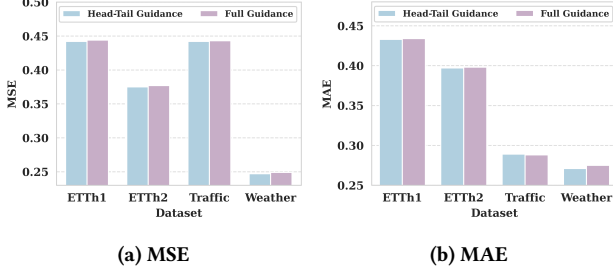 0.50
0.45
0.40
0.35
0.30
0.25
MSE
Head-Tail Guidance Full Guidance
ETTh1 ETTh2 Traffic Weather
Dataset
(a) MSE
0.45
0.40
0.35
0.30
0.25
MAE
Head-Tail Guidance Full Guidance
ETTh1 ETTh2 Traffic Weather
Dataset
(b) MAE